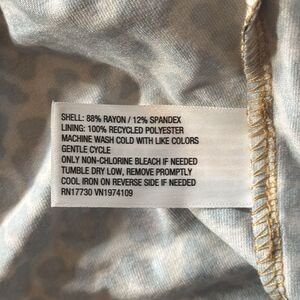 SHELL: 88% RAYON / 12% SPANDEX
LINING: 100% RECYCLED POLYESTER
MACHINE WASH COLD WITH LIKE COLORS
GENTLE CYCLE
ONLY NON-CHLORINE BLEACH IF NEEDED
TUMBLE DRY LOW, REMOVE PROMPTLY
COOL IRON ON REVERSE SIDE IF NEEDED
RN17730 VN1974109